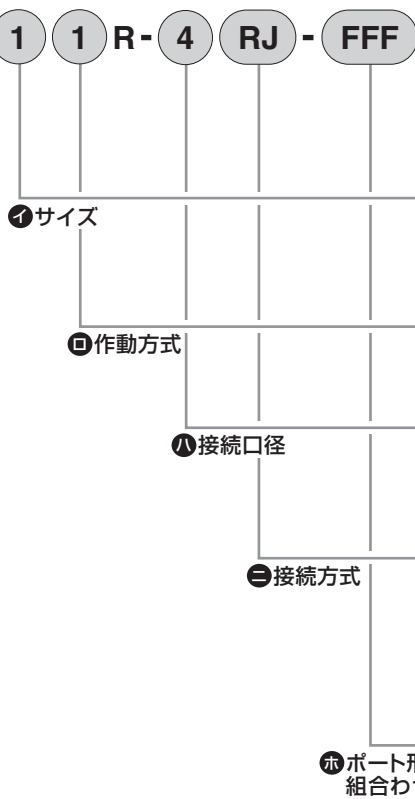 1 1 R - 4 RJ - FFF
イ サイズ
ロ 作動方式
ハ 接続口径
ニ 接続方式
ホ ポート形
組合わせ